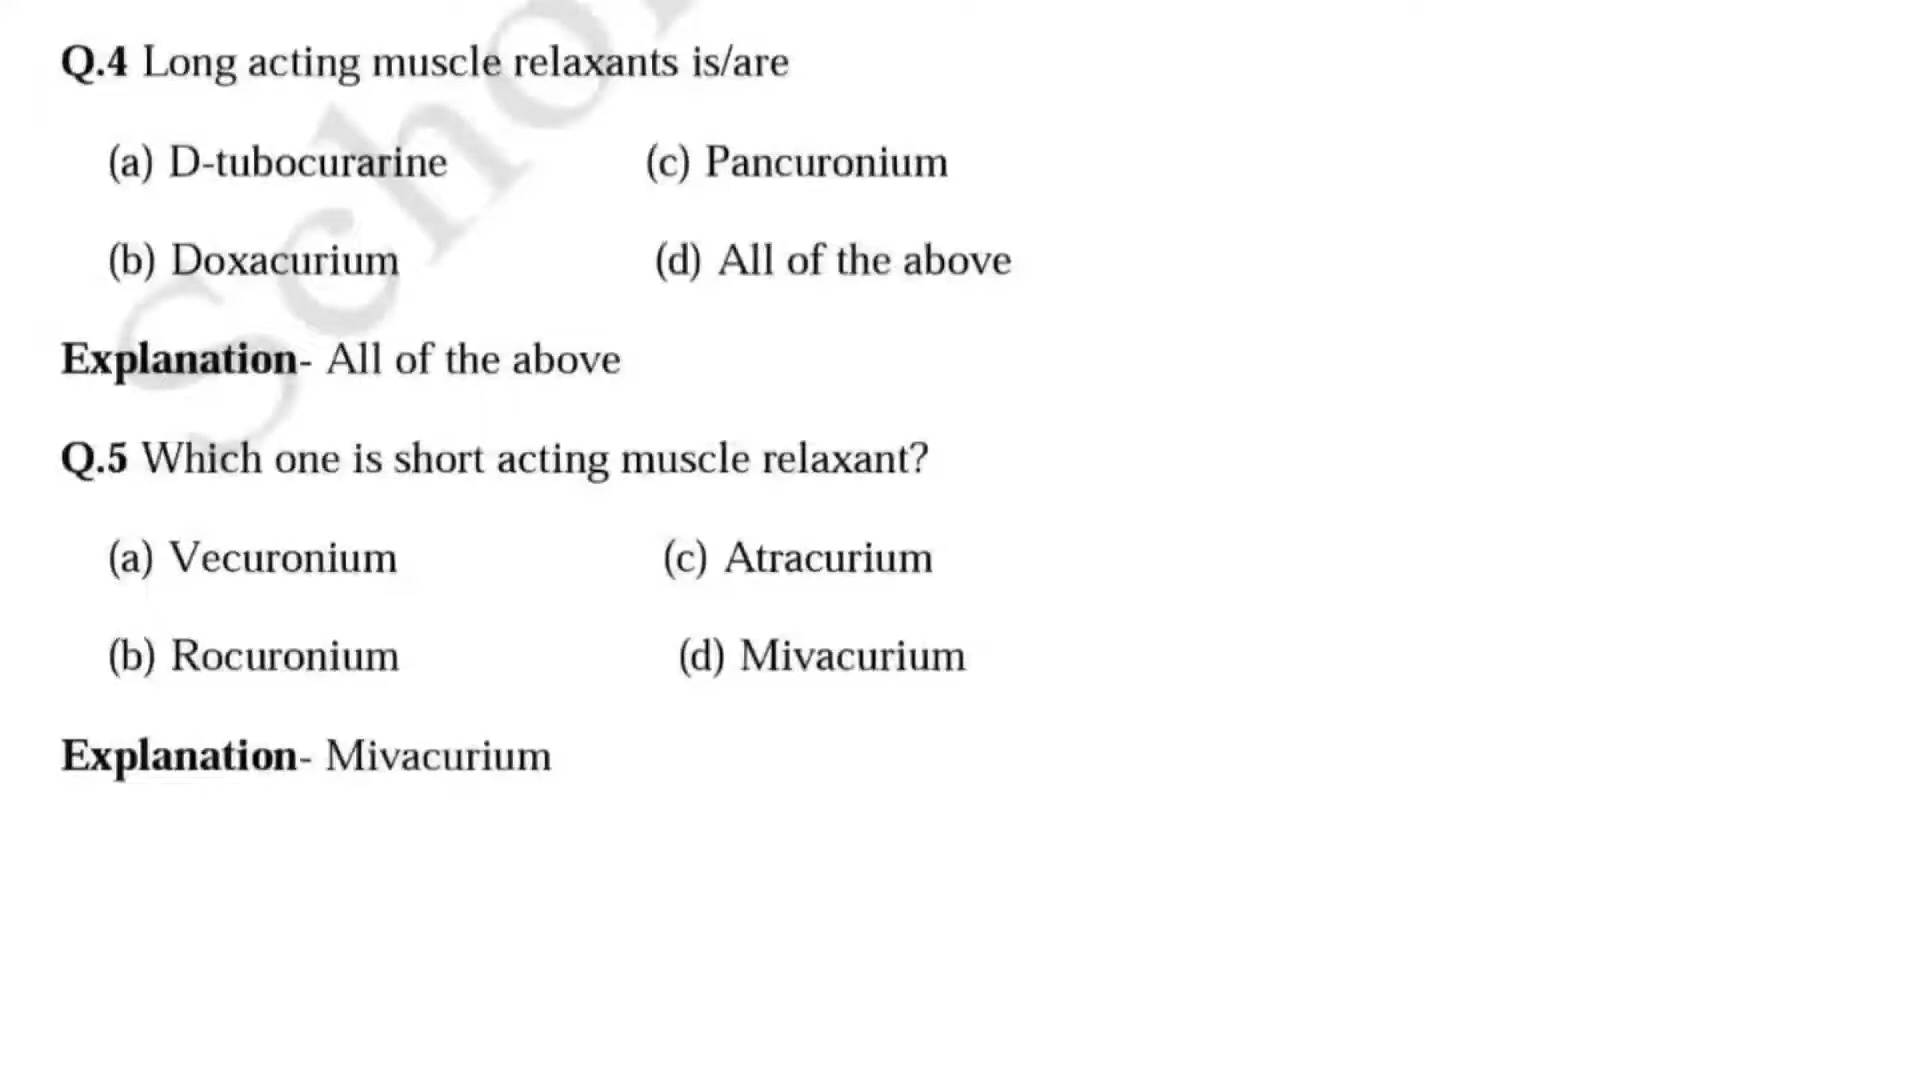 Q.4 Long acting muscle relaxants is/are
(a) D-tubocurarine (c) Pancuronium
(b) Doxacurium (d) All of the above
Explanation- All of the above
Q.5 Which one is short acting muscle relaxant?
(a) Vecuronium (c) Atracurium
(b) Rocuronium (d) Mivacurium
Explanation- Mivacurium